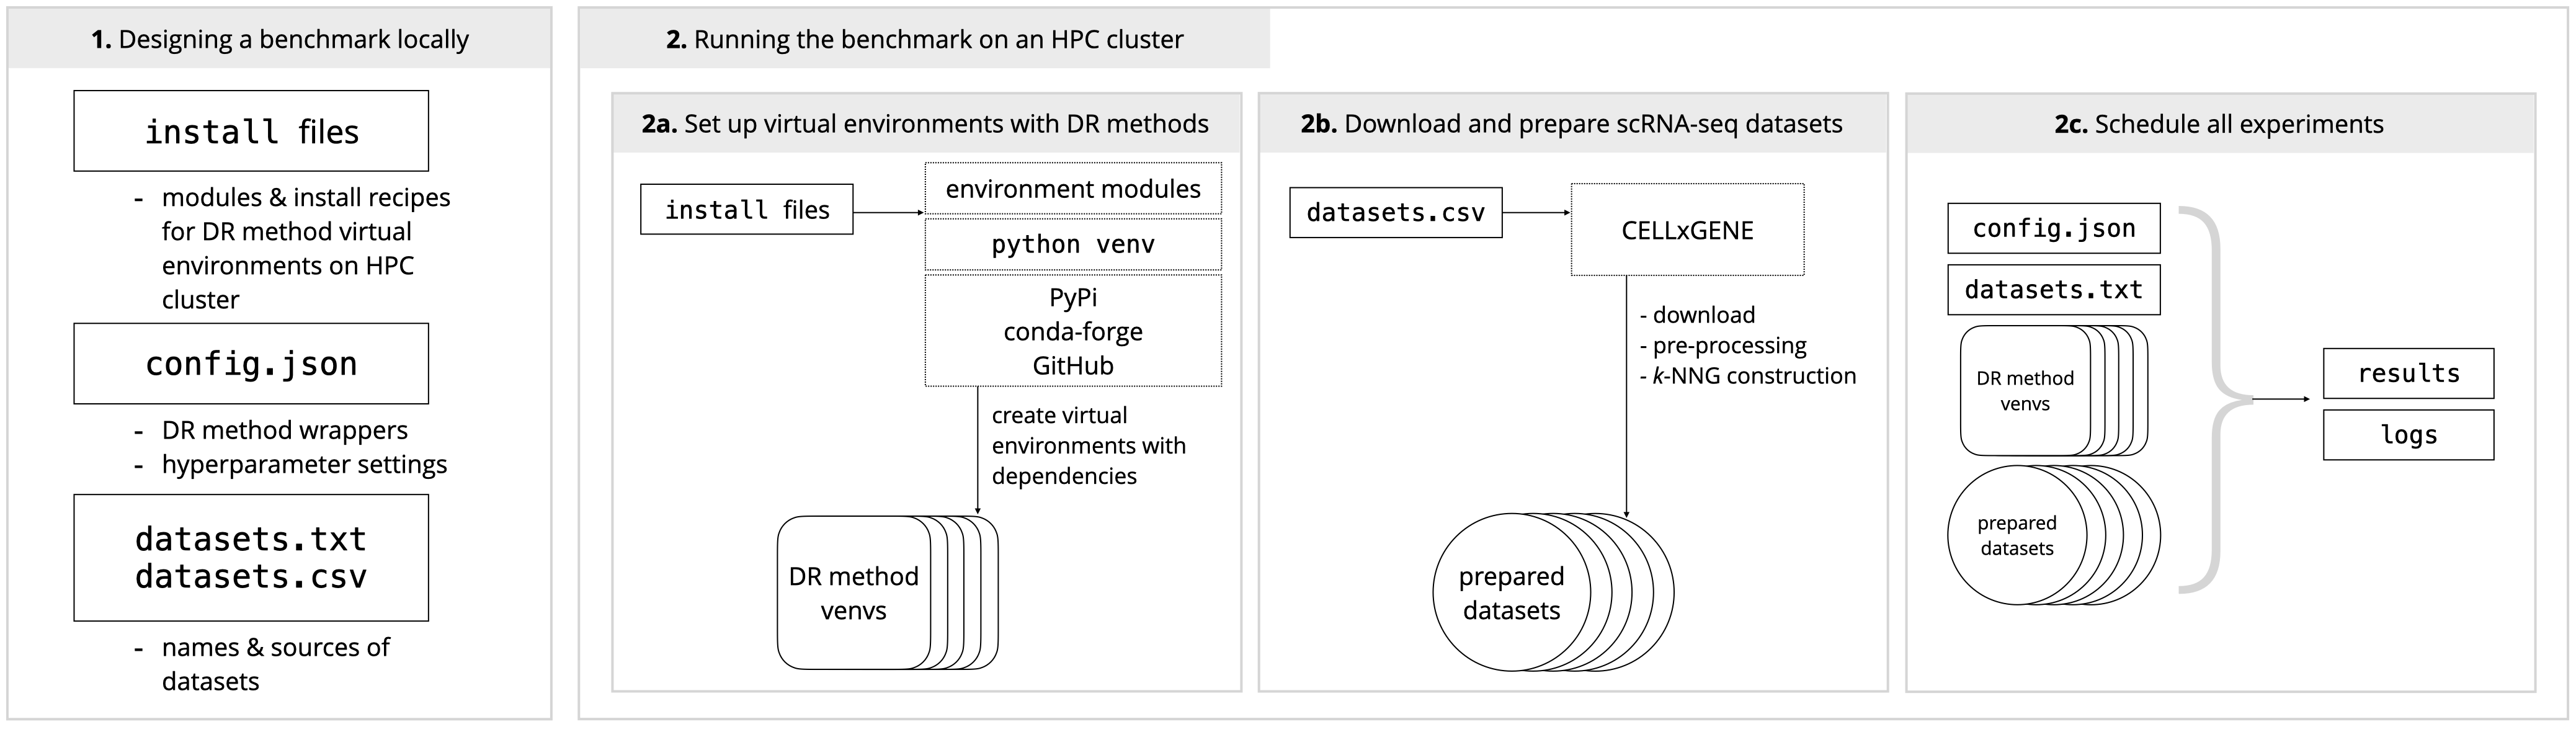 1. Designing a benchmark locally
install files
- modules & install recipes
for DR method virtual
environments on HPC
cluster
config.json
- DR method wrappers
- hyperparameter settings
datasets.txt
datasets.csv
- names & sources of
datasets
2. Running the benchmark on an HPC cluster
2a. Set up virtual environments with DR methods
install files
environment modules
python venv
PyPi
conda-forge
GitHub
create virtual
environments with
dependencies
DR method
venvs
2b. Download and prepare scRNA-seq datasets
datasets.csv
CELLxGENE
- download
- pre-processing
- k-NNG construction
prepared
datasets
2c. Schedule all experiments
config.json
datasets.txt
DR method
venvs
prepared
datasets
results
logs